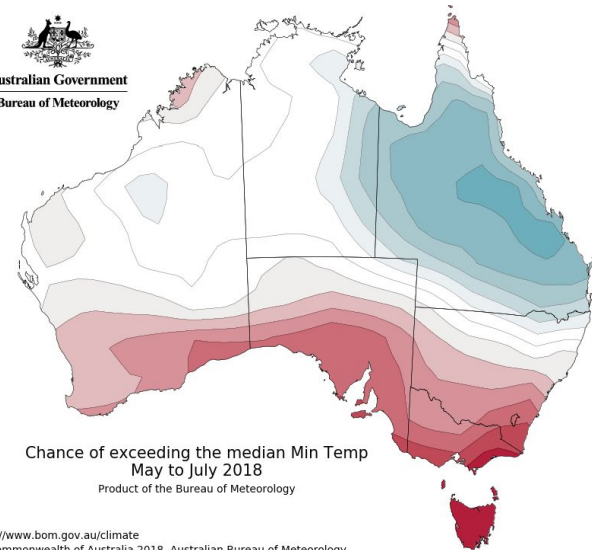 ustralian Government
Bureau of Meteorology
Chance of exceeding the median Min Temp
May to July 2018
Product of the Bureau of Meteorology
//www.bom.gov.au/climate
mmonwealth of Australia 2018, Australian Bureau of Meteorology